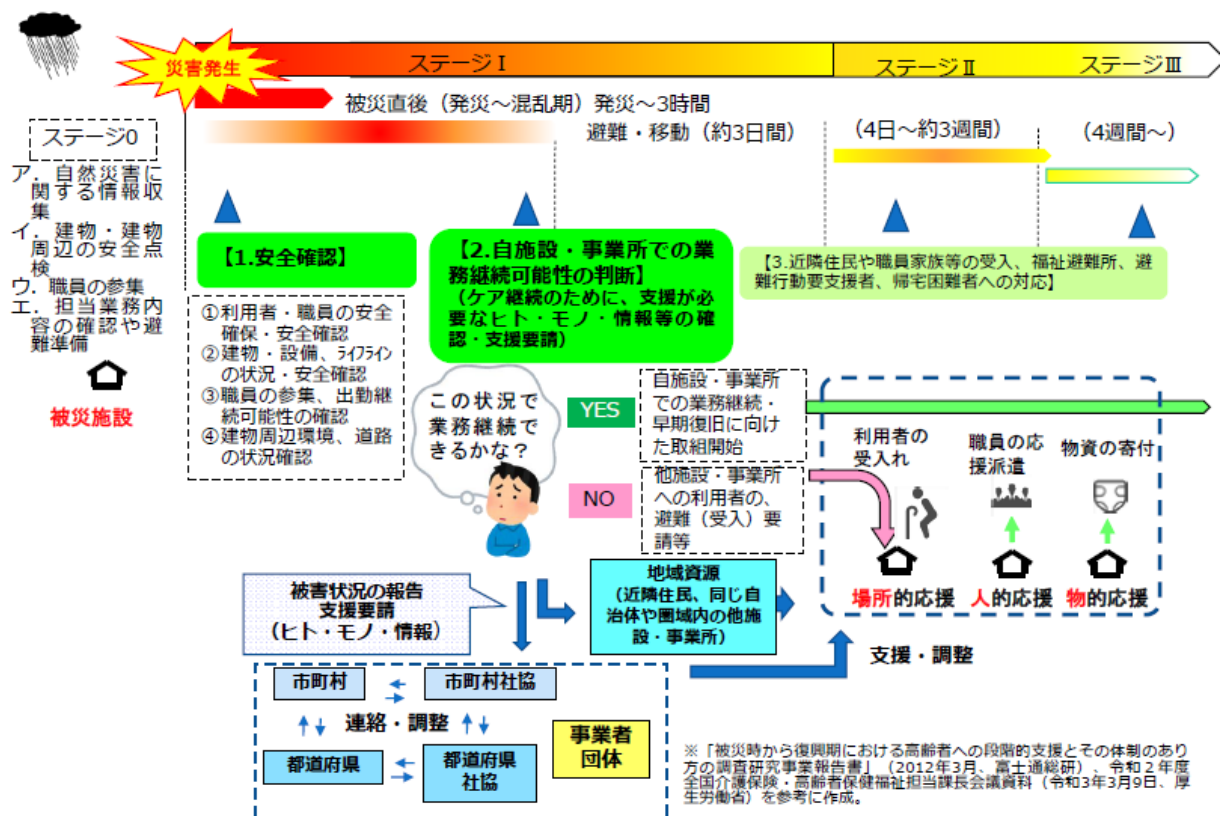 災害発生
ステージⅠ
ステージⅡ
ステージⅢ
被災直後（発災～混乱期）発災～3時間
避難・移動（約3日間）
（4日～約3週間）
（4週間～）
ステージ0
ア．自然災害に
関する情報収
集
イ．建物・建物
周辺の安全点
検
ウ．職員の参集
エ．担当業務内
容の確認や避
難準備
被災施設
【1.安全確認】
①利用者・職員の安全
確保・安全確認
②建物・設備、ﾗｲﾌﾗｲﾝ
の状況・安全確認
③職員の参集、出勤継
続可能性の確認
④建物周辺環境、道路
の状況確認
【2.自施設・事業所での業
務継続可能性の判断】
（ケア継続のために、支援が必
要なヒト・モノ・情報等の確
認・支援要請）
【3.近隣住民や職員家族等の受入、福祉避難所、避
難行動要支援者、帰宅困難者への対応】
この状況で
業務継続で
きるかな？
YES
自施設・事業所
での業務継続・
早期復旧に向け
た取組開始
NO
他施設・事業所
への利用者の、
避難（受入）要
請等
利用者の
受入れ
職員の応
援派遣
物資の寄付
場所的応援
人的応援
物的応援
被害状況の報告
支援要請
（ヒト・モノ・情報）
地域資源
（近隣住民、同じ自
治体や圏域内の他施
設・事業所）
支援・調整
市町村
市町村社協
連絡・調整
都道府県
都道府県
社協
事業者
団体
※「被災時から復興期における高齢者への段階的支援とその体制のあり
方の調査研究事業報告書」（2012年3月、富士通総研）、令和２年度
全国介護保険・高齢者保健福祉担当課長会議資料（令和3年3月9日、厚
生労働省）を参考に作成。